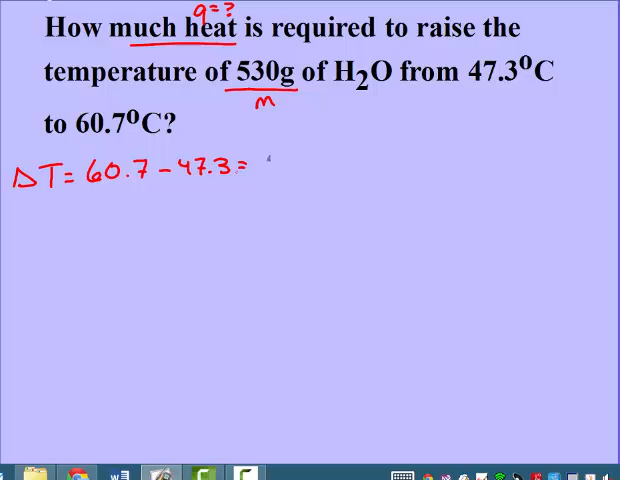 q = ?
How much heat is required to raise the
temperature of 530g of H2O from 47.3°C
m
to 60.7°C?
ΔT = 60.7 - 47.3 =